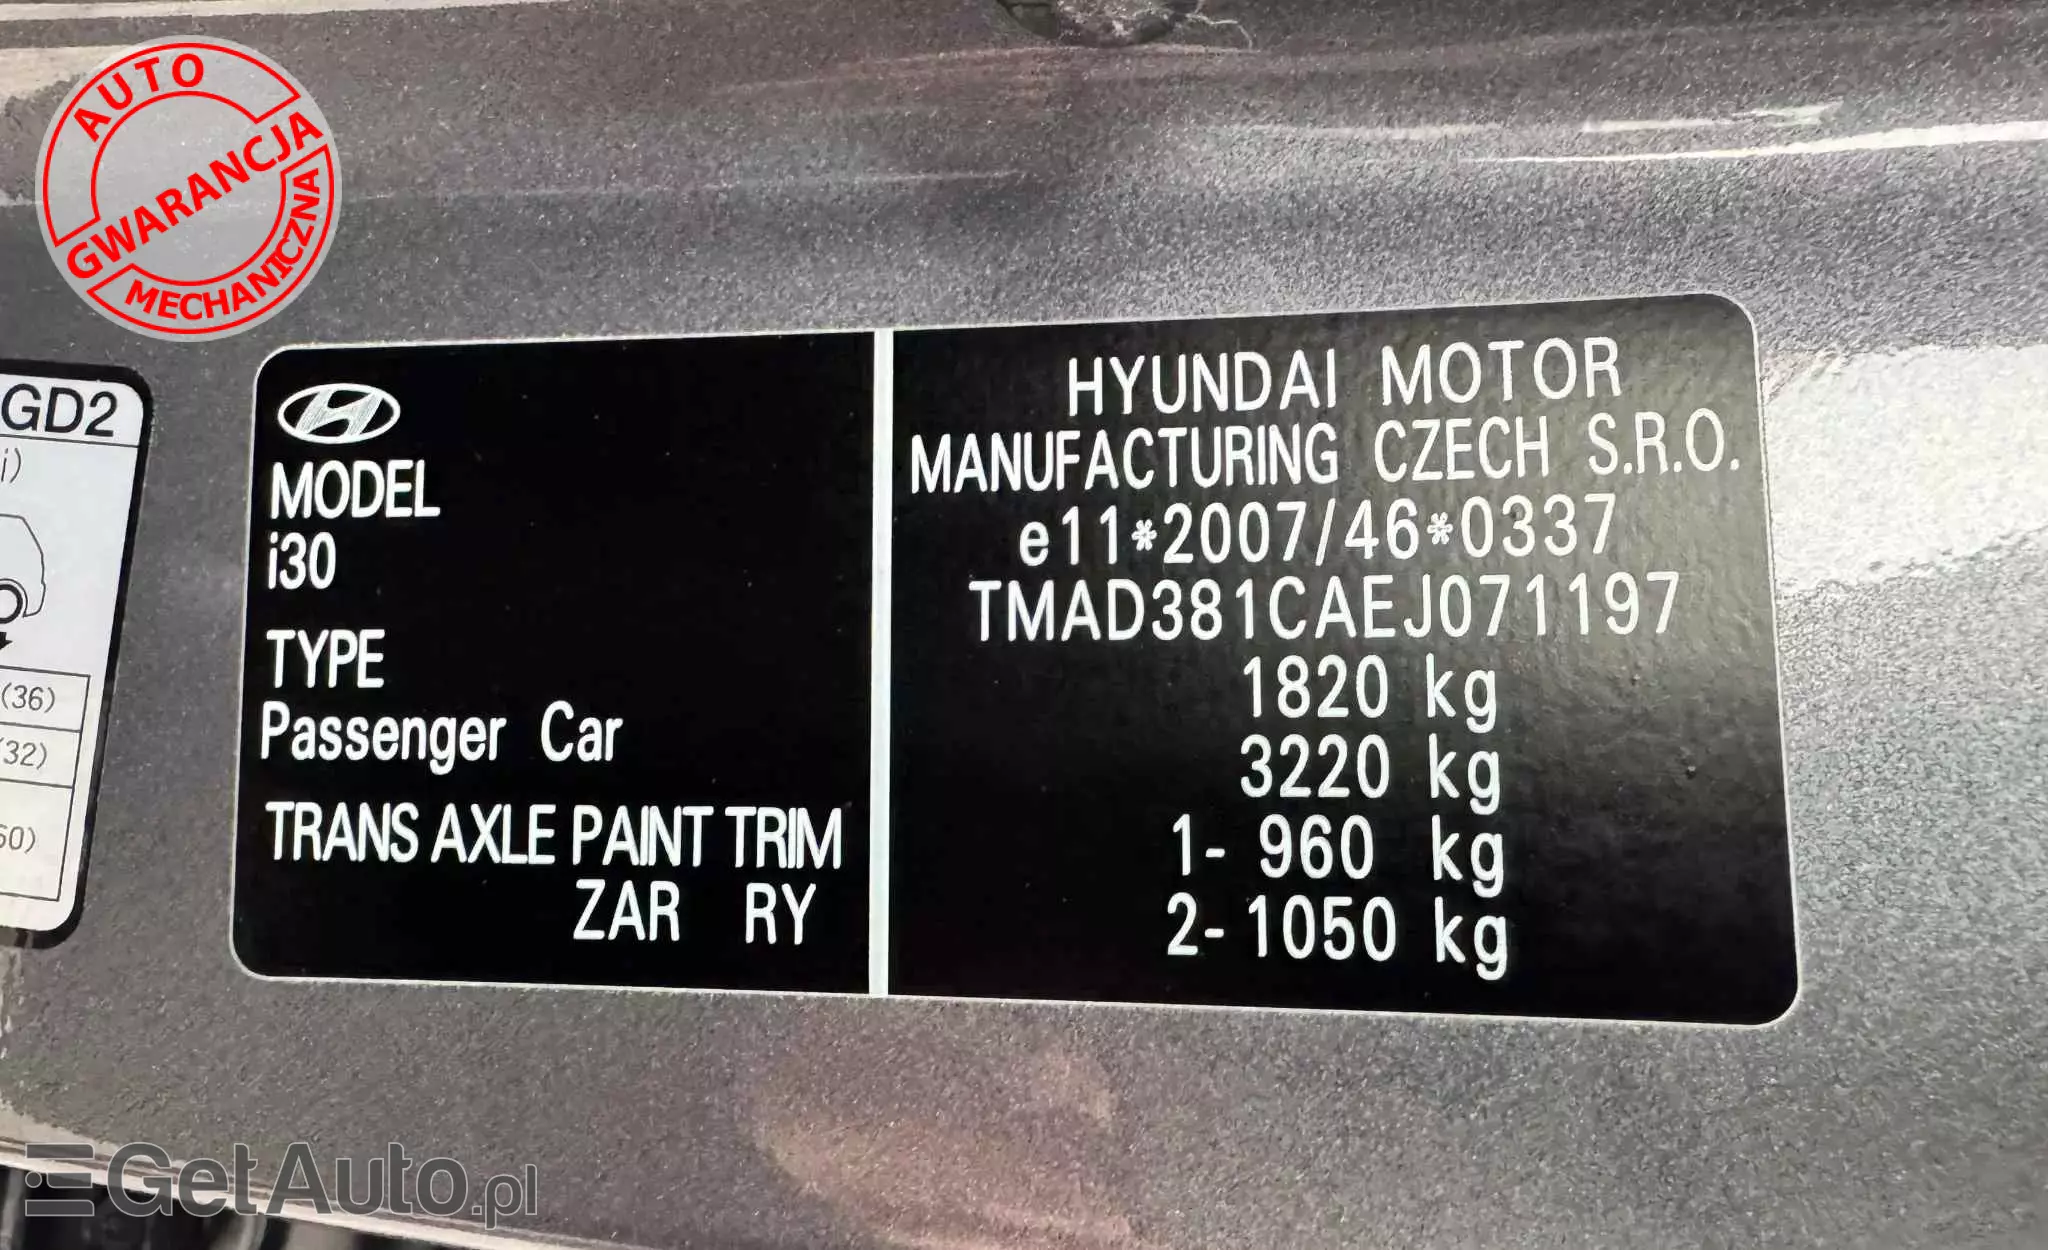 AUTO
GWARANCJA
MECHANICZNA
GD2
i)
(36)
(32)
60)
MODEL
i30
TYPE
Passenger Car
TRANS AXLE PAINT TRIM
ZAR RY
HYUNDAI MOTOR
MANUFACTURING CZECH S.R.O.
e11*2007/46*0337
TMAD381CAEJ071197
1820 kg
3220 kg
1- 960 kg
2- 1050 kg
GetAuto.pl